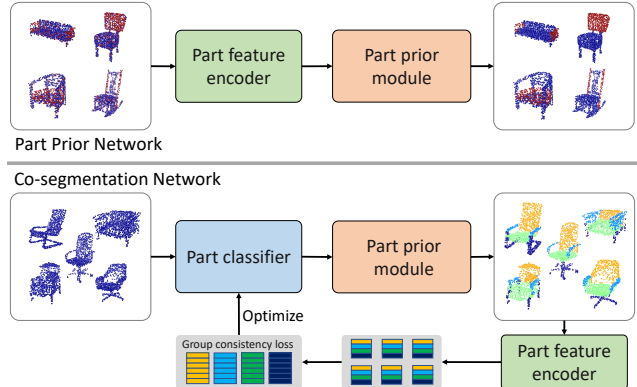 Part feature
encoder
Part prior
module
Part Prior Network
Co-segmentation Network
Part classifier
Part prior
module
Optimize
Group consistency loss
Part feature
encoder